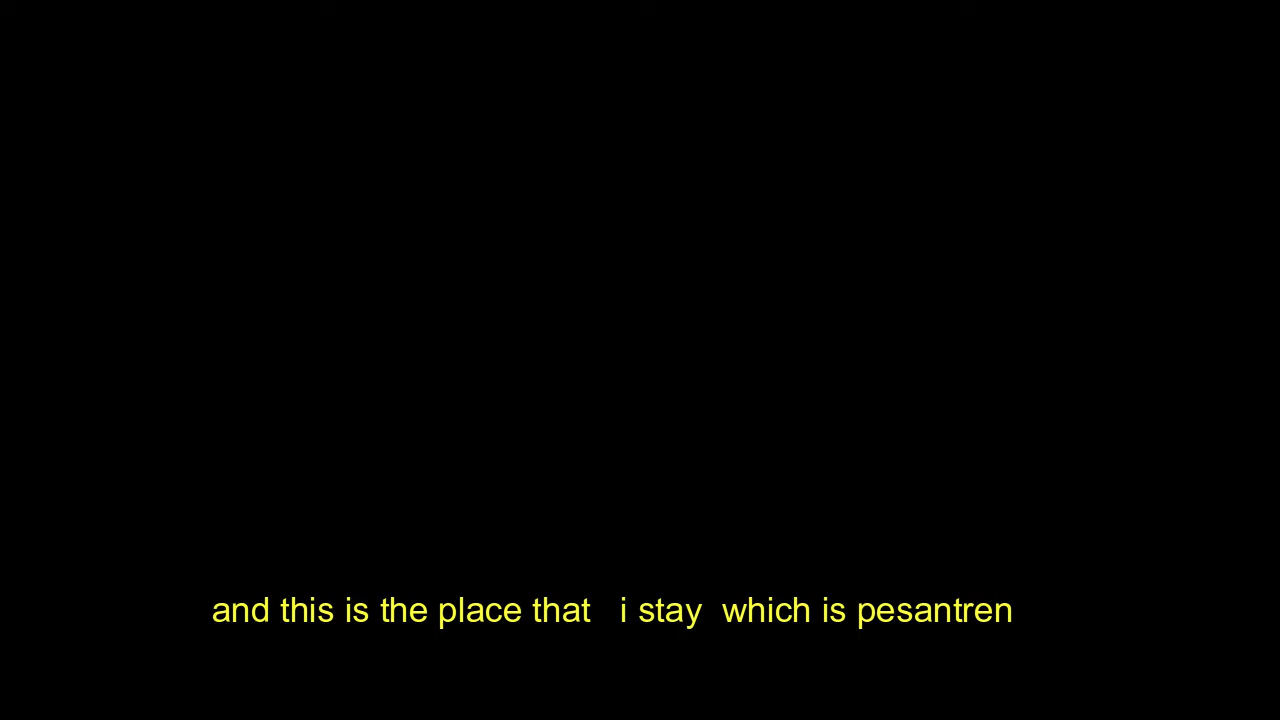 and this is the place that   i stay  which is pesantren